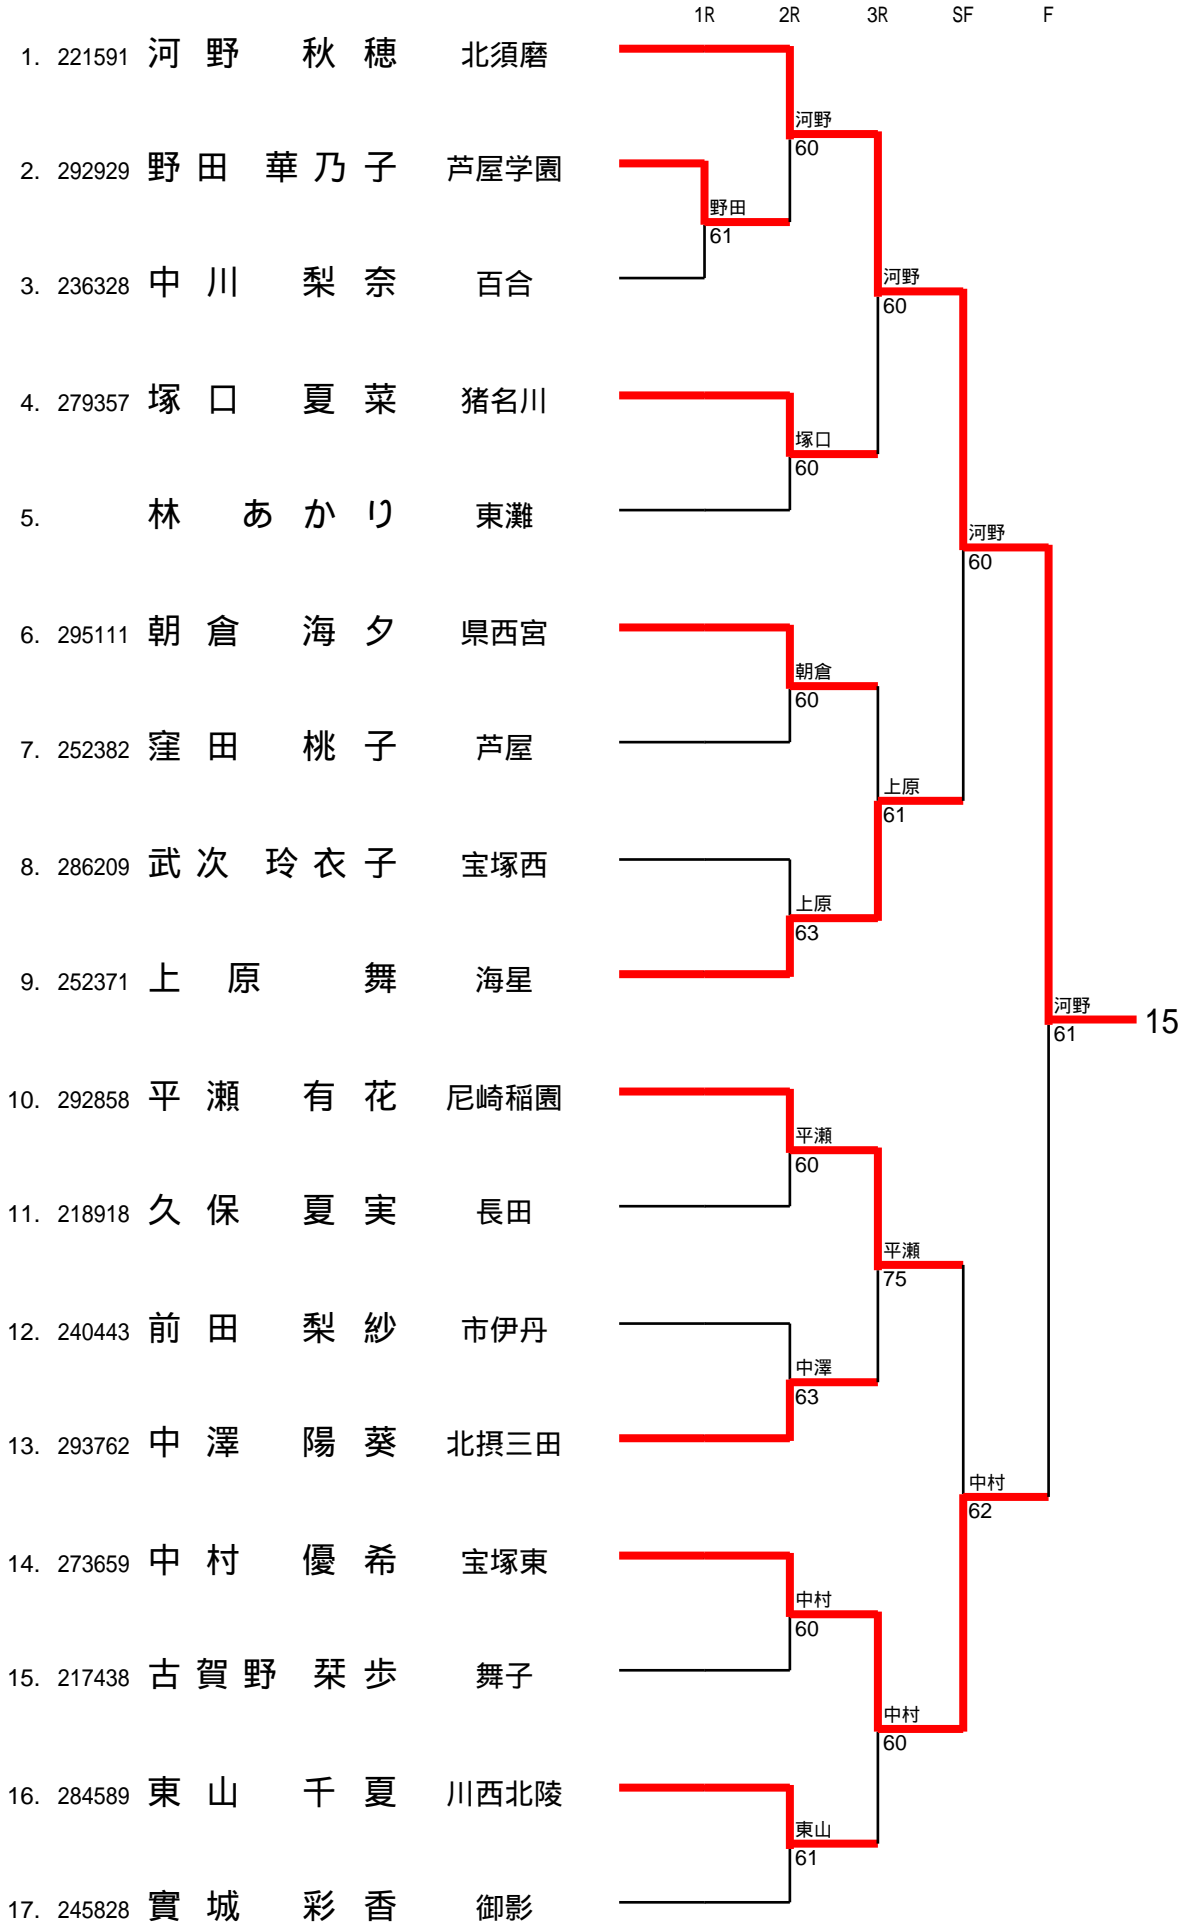 1R 2R 3R SF F
1. 221591 河野 秋穂 北須磨
河野
60
2. 292929 野田 華乃子 芦屋学園
野田
61
3. 236328 中川 梨奈 百合
河野
60
4. 279357 塚口 夏菜 猪名川
塚口
60
5. 林 あかり 東灘
河野
60
6. 295111 朝倉 海夕 県西宮
朝倉
60
7. 252382 窪田 桃子 芦屋
上原
61
8. 286209 武次 玲衣子 宝塚西
上原
63
9. 252371 上原 舞 海星
河野
61
15
10. 292858 平瀬 有花 尼崎稲園
平瀬
60
11. 218918 久保 夏実 長田
平瀬
75
12. 240443 前田 梨紗 市伊丹
中澤
63
13. 293762 中澤 陽葵 北摂三田
中村
62
14. 273659 中村 優希 宝塚東
中村
60
15. 217438 古賀野 栞歩 舞子
中村
60
16. 284589 東山 千夏 川西北陵
東山
61
17. 245828 實城 彩香 御影